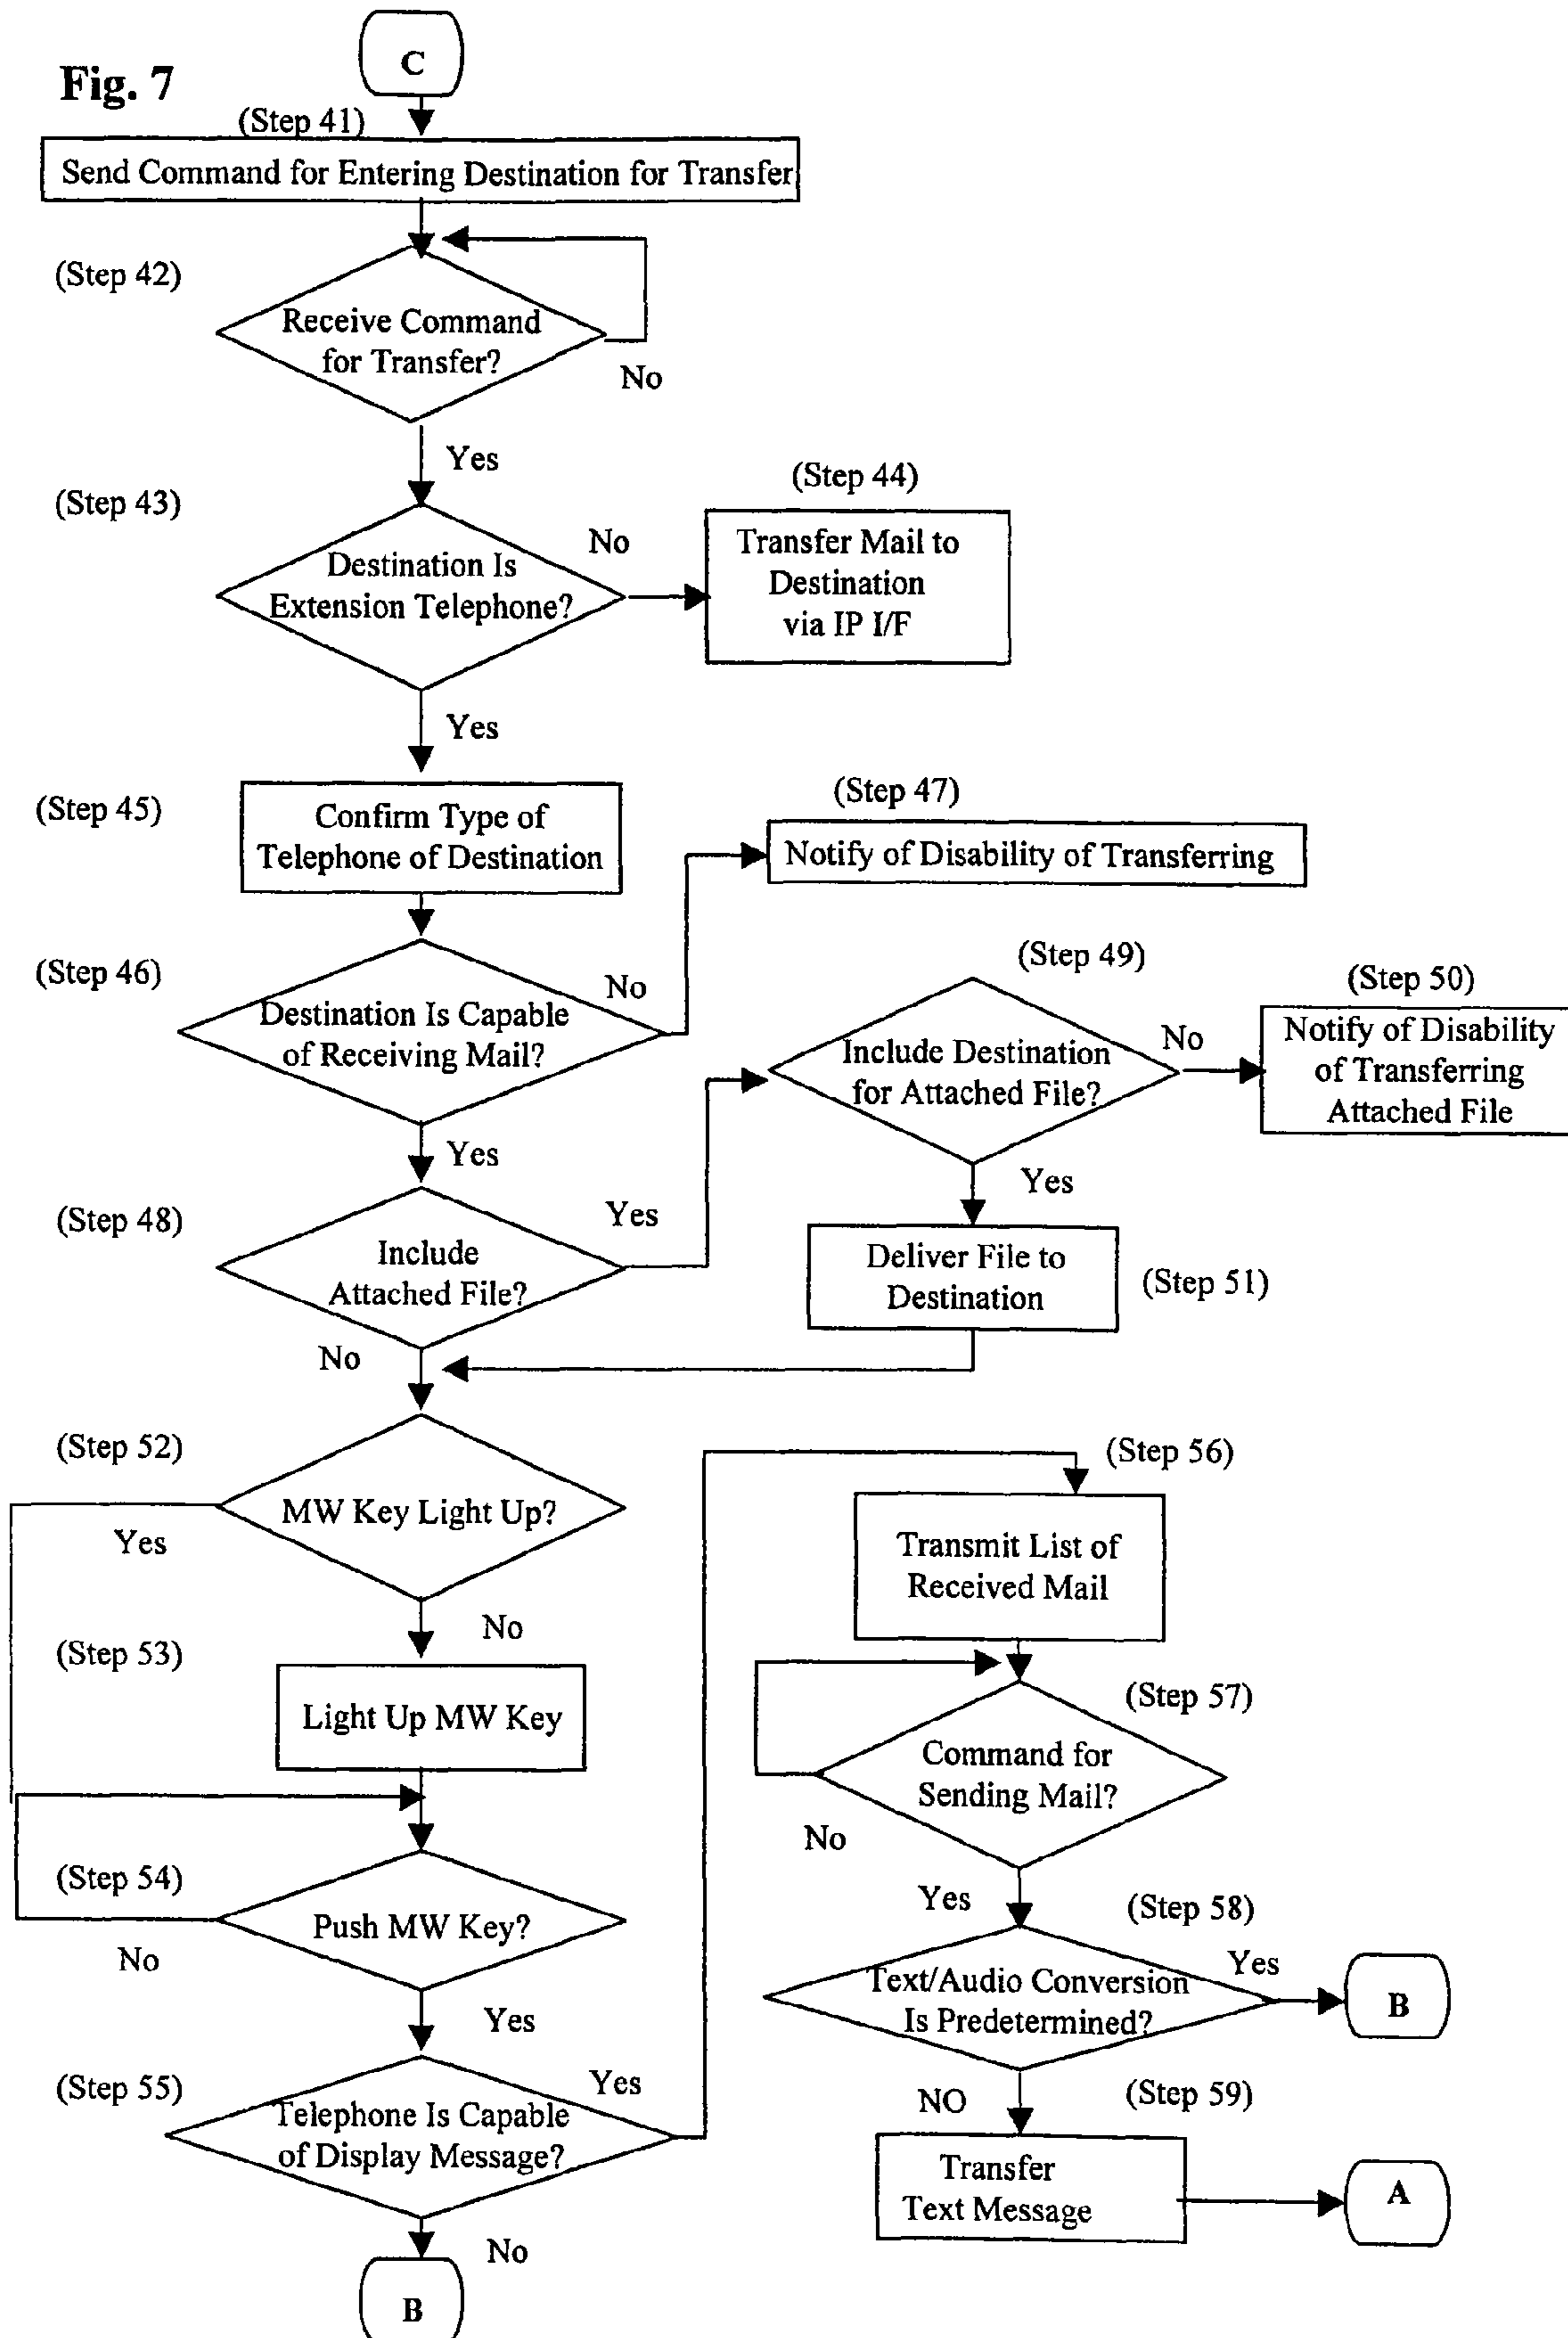 C
Fig. 7
(Step 41)
Send Command for Entering Destination for Transfer
(Step 42)
Receive Command
for Transfer?
No
Yes
(Step 43)
Destination Is
Extension Telephone?
No
(Step 44)
Transfer Mail to
Destination
via IP I/F
Yes
(Step 45)
Confirm Type of
Telephone of Destination
(Step 47)
Notify of Disability of Transferring
(Step 46)
Destination Is Capable
of Receiving Mail?
No
(Step 49)
Include Destination
for Attached File?
No
(Step 50)
Notify of Disability
of Transferring
Attached File
Yes
(Step 48)
Include
Attached File?
Yes
Yes
Deliver File to
Destination
(Step 51)
No
(Step 52)
MW Key Light Up?
Yes
No
(Step 53)
Light Up MW Key
(Step 54)
Push MW Key?
No
Yes
(Step 55)
Telephone Is Capable
of Display Message?
Yes
No
B
(Step 56)
Transmit List of
Received Mail
(Step 57)
Command for
Sending Mail?
No
Yes
(Step 58)
Text/Audio Conversion
Is Predetermined?
Yes
B
NO
(Step 59)
Transfer
Text Message
A